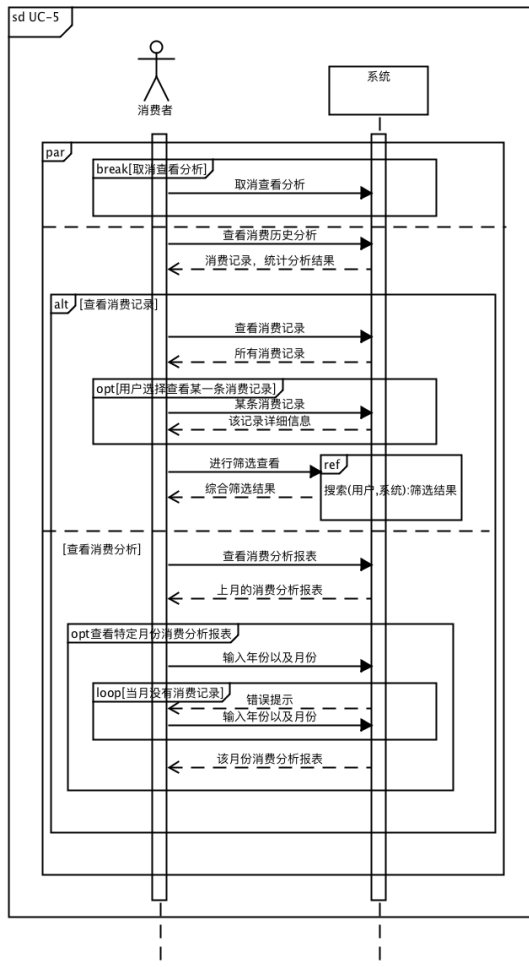 sd UC-5
系统
消费者
par
break[取消查看分析]
取消查看分析
查看消费历史分析
消费记录，统计分析结果
alt [查看消费记录]
查看消费记录
所有消费记录
opt[用户选择查看某一条消费记录]
某条消费记录
该记录详细信息
进行筛选查看
ref
综合筛选结果
搜索(用户,系统):筛选结果
[查看消费分析]
查看消费分析报表
上月的消费分析报表
opt查看特定月份消费分析报表
输入年份以及月份
loop[当月没有消费记录]
错误提示
输入年份以及月份
该月份消费分析报表